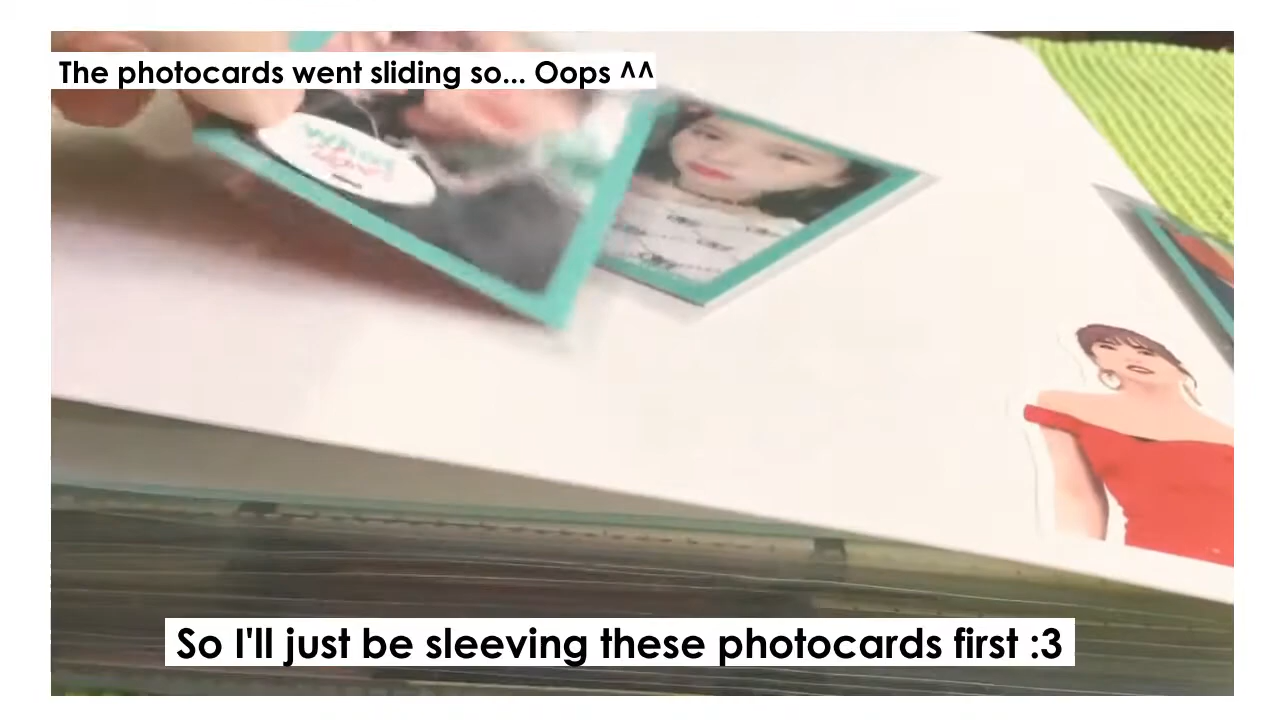 The photocards went sliding so... Oops ^^
So I'll just be sleeving these photocards first :3